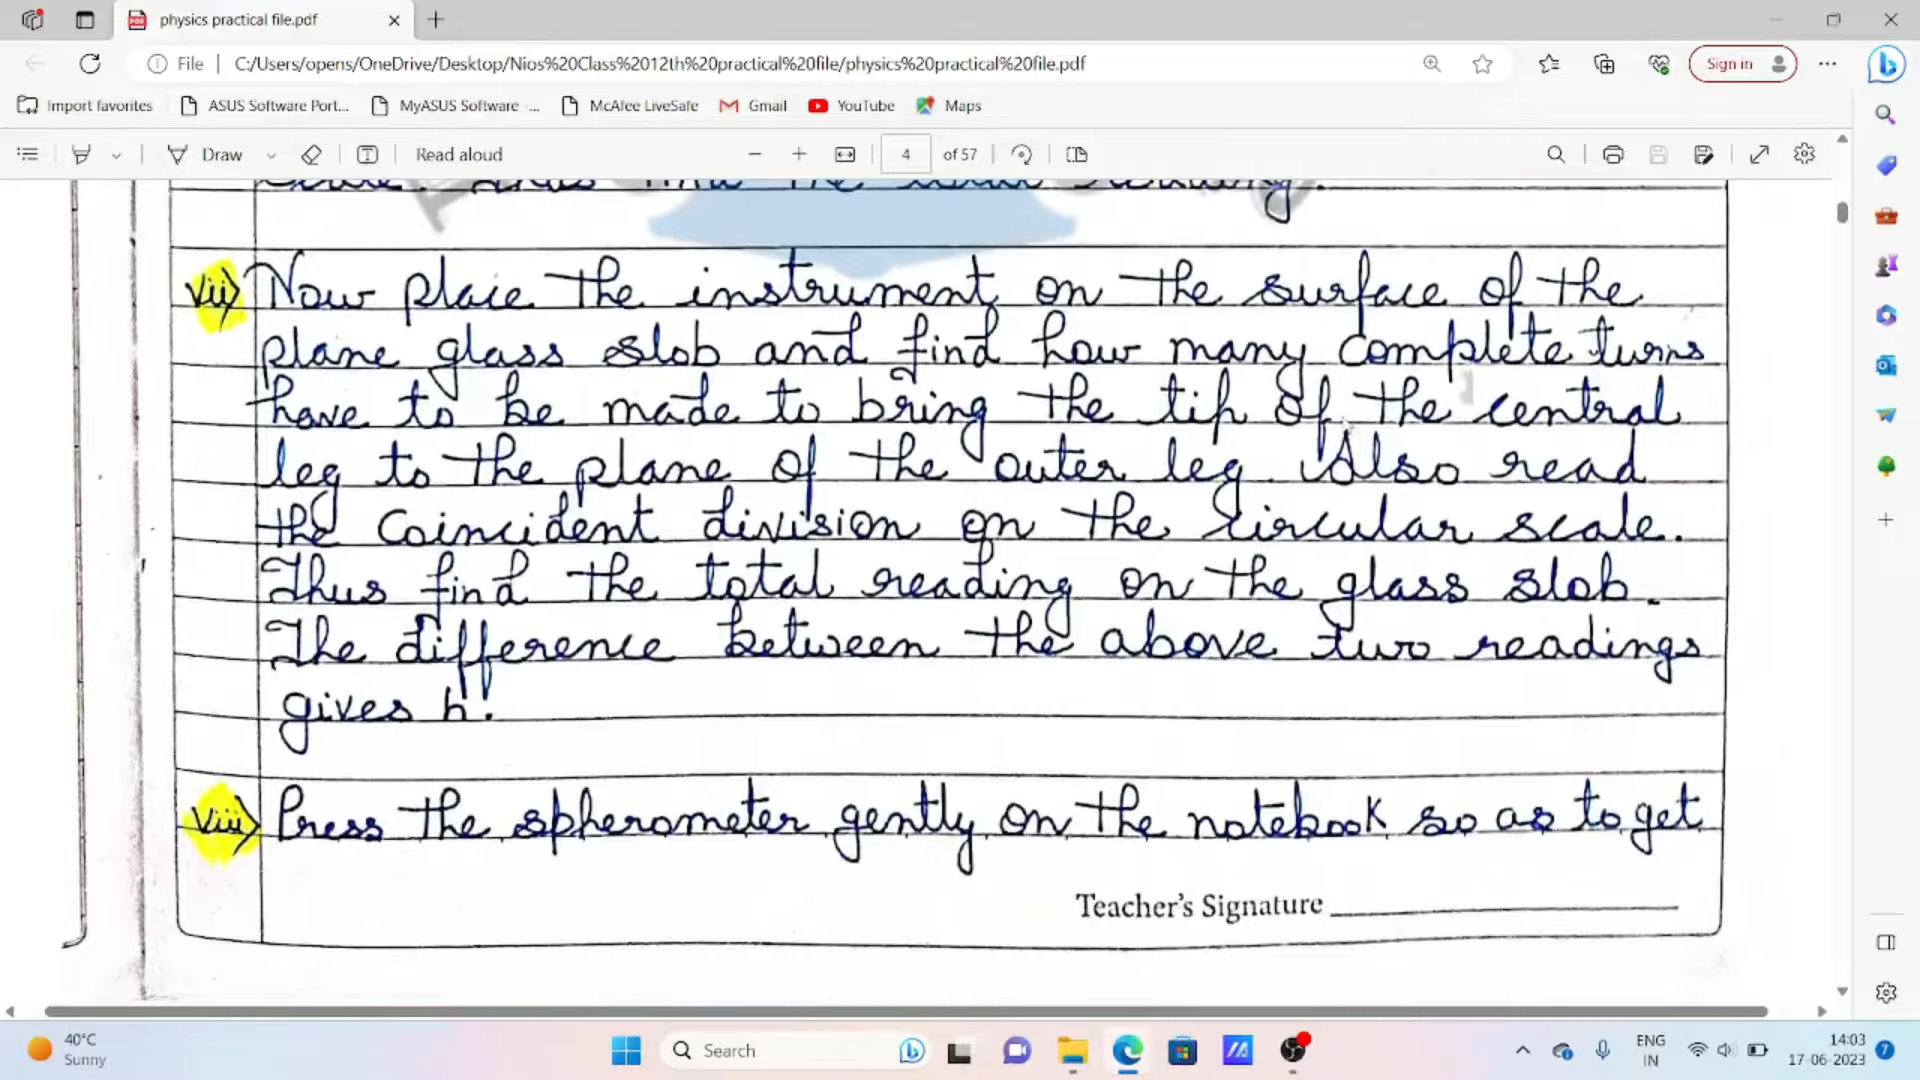 physics practical file.pdf
File
C:/Users/opens/OneDrive/Desktop/Nios%20Class%2012th%20practical%20file/physics%20practical%20file.pdf
Sign in
Import favorites
ASUS Software Port...
MyASUS Software -...
McAfee LiveSafe
Gmail
YouTube
Maps
Draw
Read aloud
4 of 57
the total reading.
vii) Now place the instrument on the surface of the
plane glass slob and find how many complete turns
have to be made to bring the tip of the central
leg to the plane of the outer leg. Also read
the Coincident division on the circular scale.
Thus find the total reading on the glass slob.
The difference between the above two readings
gives h'.
viii) Press the spherometer gently on the notebook so as to get
Teacher's Signature
40°C
Sunny
Search
ENG
IN
14:03
17-06-2023
7